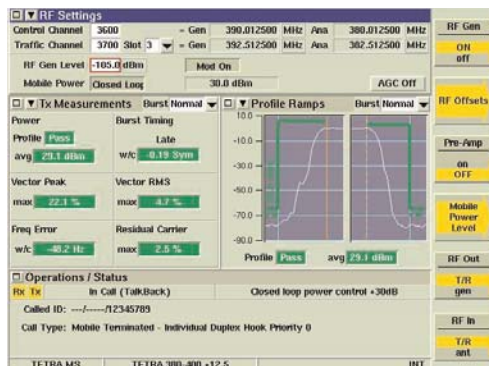 RF Settings
Control Channel 3600 = Gen 390.012500 MHz Ana 380.012500 MHz
Traffic Channel 3700 Slot 3 = Gen 392.512500 MHz Ana 382.512500 MHz
RF Gen Level -105.0 dBm Mod On
Mobile Power Closed Loop 30.0 dBm AGC Off
Tx Measurements Burst Normal
Power Burst Timing
Profile Pass Late
avg 29.1 dBm w/c -0.19 Sym
Vector Peak Vector RMS
max 22.1 % max 4.7 %
Freq Error Residual Carrier
w/c -48.2 Hz max 2.5 %
Profile Ramps Burst Normal
10.0
-10.0
-30.0
-50.0
-70.0
-90.0
Profile Pass avg 29.1 dBm
Operations / Status
Rx Tx In Call (TalkBack) Closed loop power control +30dB
Called ID: ---/-----/12345789
Call Type: Mobile Terminated - Individual Duplex Hook Priority 0
TETRA MS TETRA 380-400 +12.5 INT
RF Gen
ON
off
RF Offsets
Pre-Amp
on
OFF
Mobile
Power
Level
RF Out
T/R
gen
RF In
T/R
ant